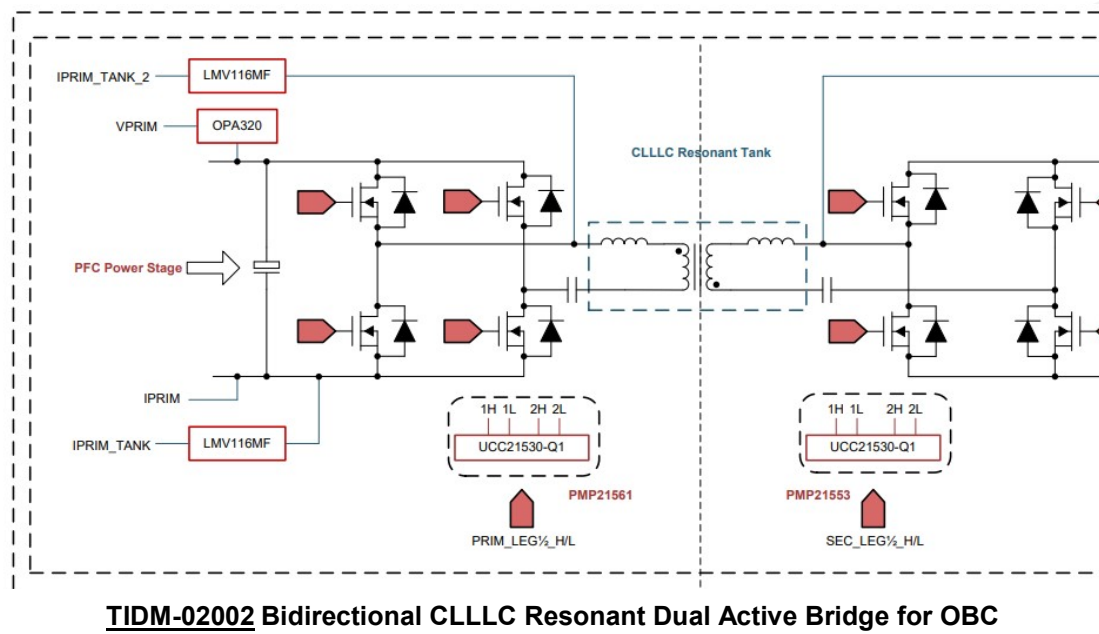 IPRIM_TANK_2
LMV116MF
VPRIM
OPA320
CLLLC Resonant Tank
PFC Power Stage
IPRIM
IPRIM_TANK
LMV116MF
1H 1L 2H 2L
UCC21530-Q1
PMP21561
PRIM_LEG½_H/L
1H 1L 2H 2L
UCC21530-Q1
PMP21553
SEC_LEG½_H/L
TIDM-02002 Bidirectional CLLLC Resonant Dual Active Bridge for OBC